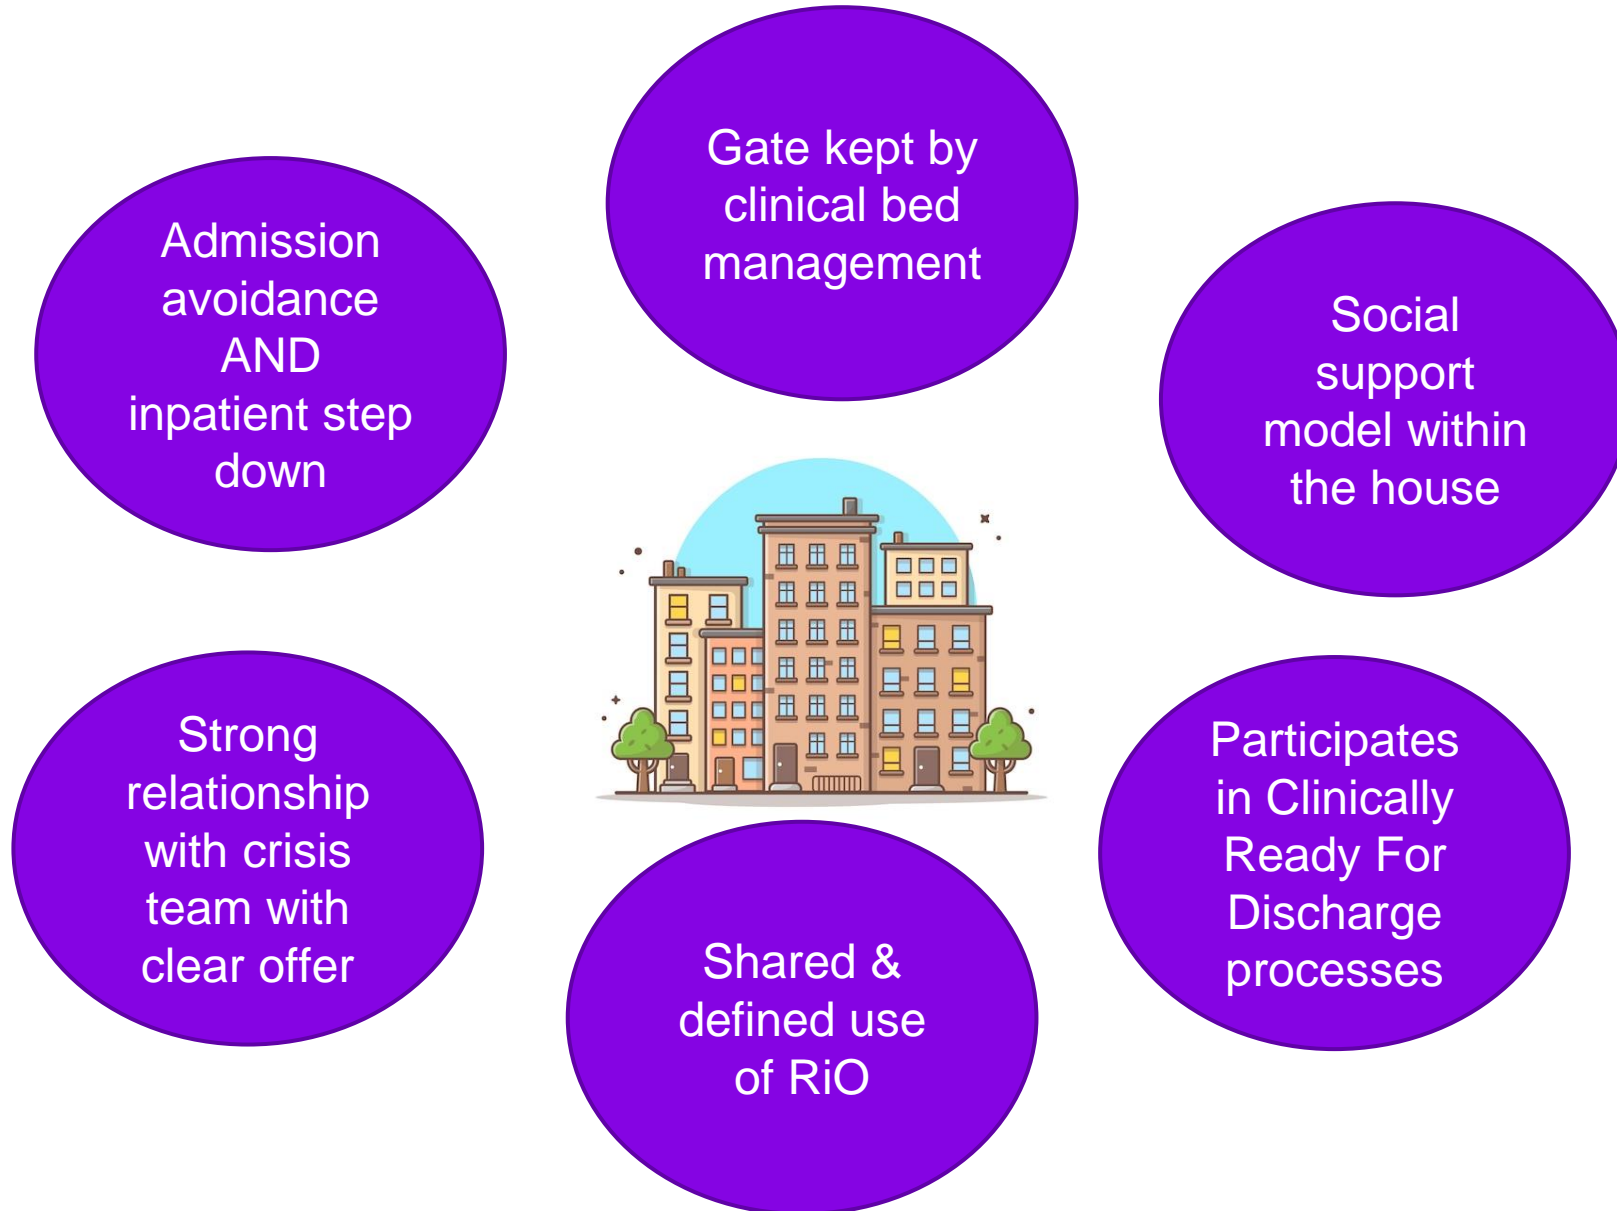 Gate kept by
clinical bed
management
Admission
avoidance
AND
inpatient step
down
Social
support
model within
the house
Strong
relationship
with crisis
team with
clear offer
Participates
in Clinically
Ready For
Discharge
processes
Shared &
defined use
of RiO